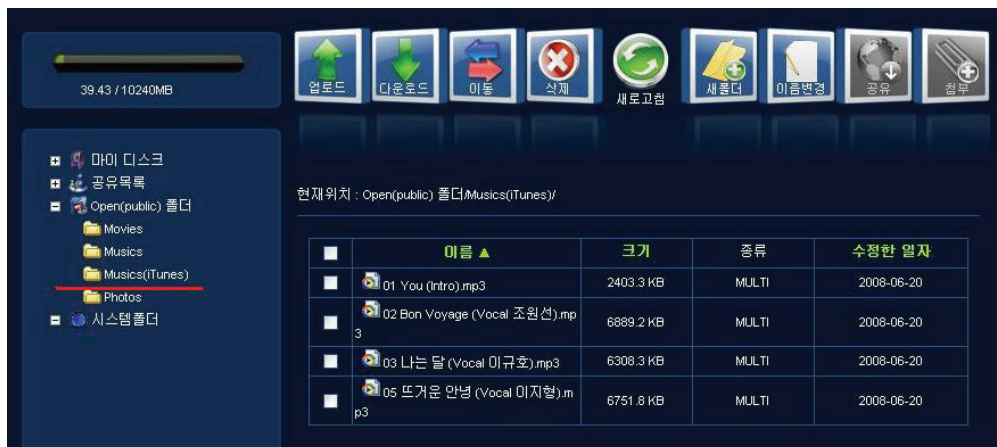 39.43 / 10240MB
업로드
다운로드
이동
삭제
새로고침
새폴더
이름변경
공유
첨부
마이 디스크
공유목록
Open(public) 폴더
Movies
Musics
Musics(iTunes)
Photos
시스템폴더
현재위치 : Open(public) 폴더/Musics(iTunes)/
이름 ▲ 크기 종류 수정한 일자
01 You (Intro).mp3 2403.3 KB MULTI 2008-06-20
02 Bon Voyage (Vocal 조원선).mp
3 6889.2 KB MULTI 2008-06-20
03 나는 달 (Vocal 이규호).mp3 6308.3 KB MULTI 2008-06-20
05 뜨거운 안녕 (Vocal 이지형).m
p3 6751.8 KB MULTI 2008-06-20